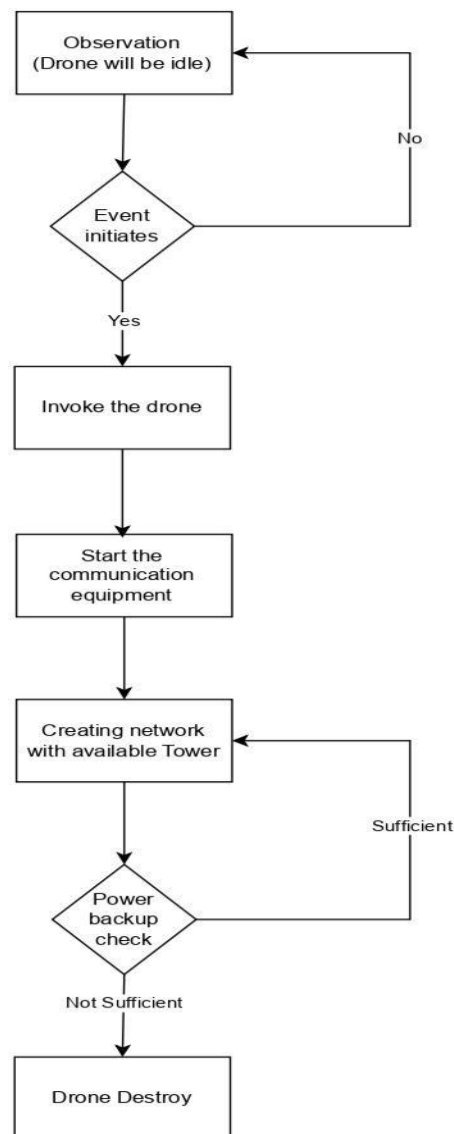 Observation
(Drone will be idle)
No
Event
initiates
Yes
Invoke the drone
Start the
communication
equipment
Creating network
with available Tower
Sufficient
Power
backup
check
Not Sufficient
Drone Destroy